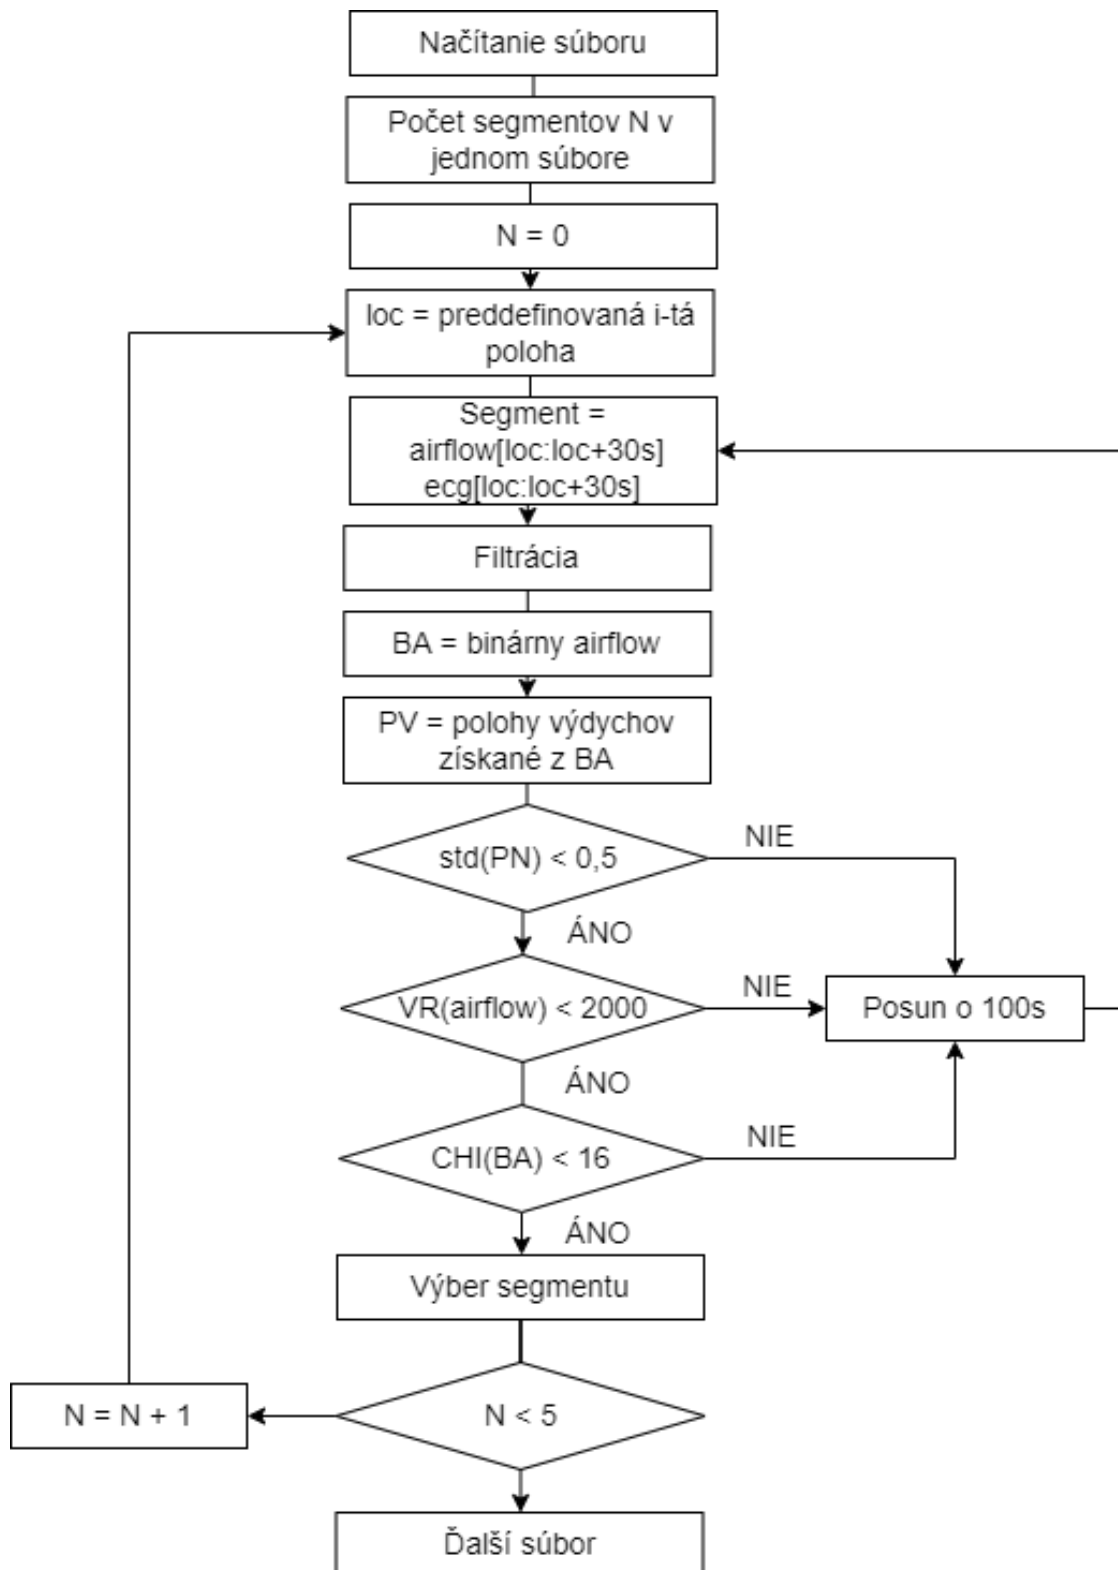 Načítanie súboru
Počet segmentov N v
jednom súbore
N = 0
loc = preddefinovaná i-tá
poloha
Segment =
airflow[loc:loc+30s]
ecg[loc:loc+30s]
Filtrácia
BA = binárny airflow
PV = polohy výdychov
získané z BA
std(PN) < 0,5
NIE
ÁNO
VR(airflow) < 2000
NIE
Posun o 100s
ÁNO
CHI(BA) < 16
NIE
ÁNO
Výber segmentu
N = N + 1
N < 5
Ďalší súbor